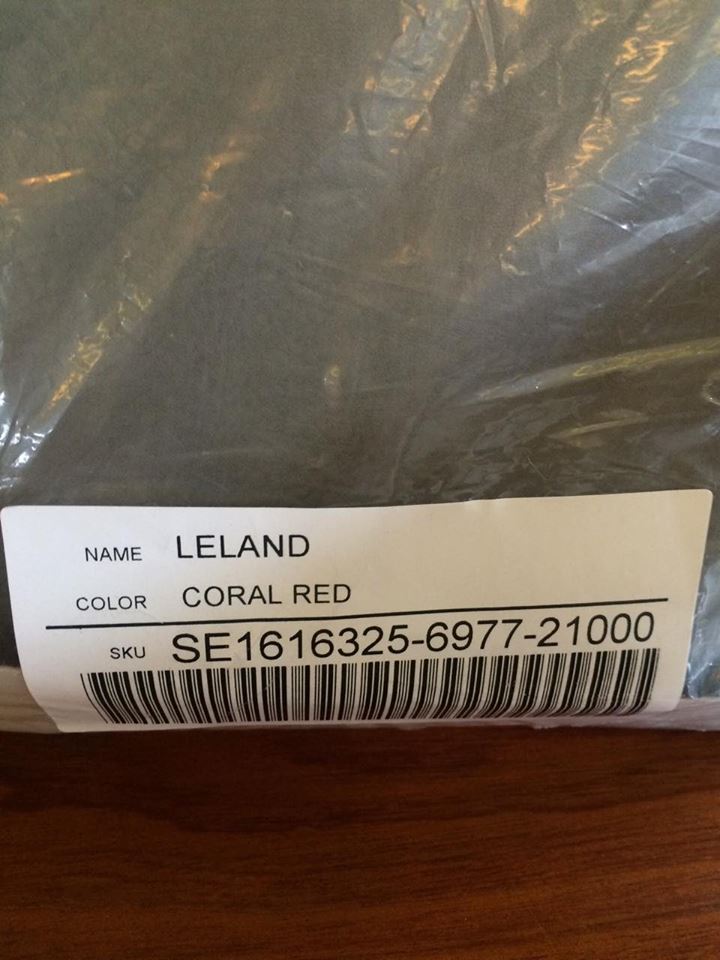 NAME LELAND
COLOR CORAL RED
SKU SE1616325-6977-21000